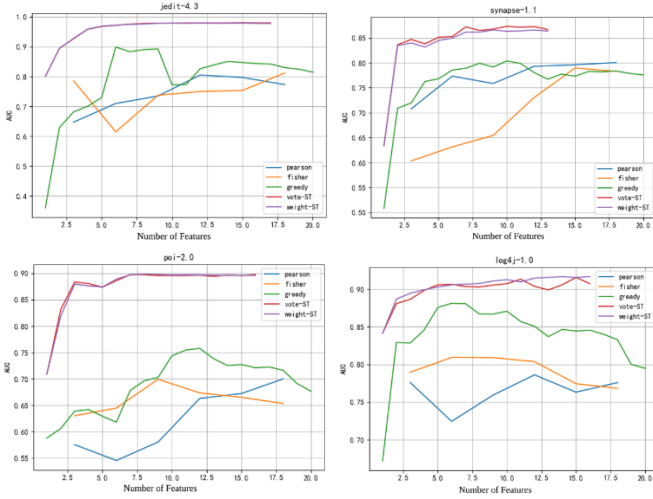 jedit-4.3
1.0
0.9
0.8
0.7
0.6
0.5
0.4
AUC
2.5 5.0 7.5 10.0 12.5 15.0 17.5 20.0
Number of Features
pearson
fisher
greedy
vote-ST
weight-ST
synapse-1.1
0.85
0.80
0.75
0.70
0.65
0.60
0.55
0.50
AUC
2.5 5.0 7.5 10.0 12.5 15.0 17.5 20.0
Number of Features
pearson
fisher
greedy
vote-ST
weight-ST
poi-2.0
0.90
0.85
0.80
0.75
0.70
0.65
0.60
0.55
AUC
2.5 5.0 7.5 10.0 12.5 15.0 17.5 20.0
Number of Features
pearson
fisher
greedy
vote-ST
weight-ST
log4j-1.0
0.90
0.85
0.80
0.75
0.70
AUC
2.5 5.0 7.5 10.0 12.5 15.0 17.5 20.0
Number of Features
pearson
fisher
greedy
vote-ST
weight-ST